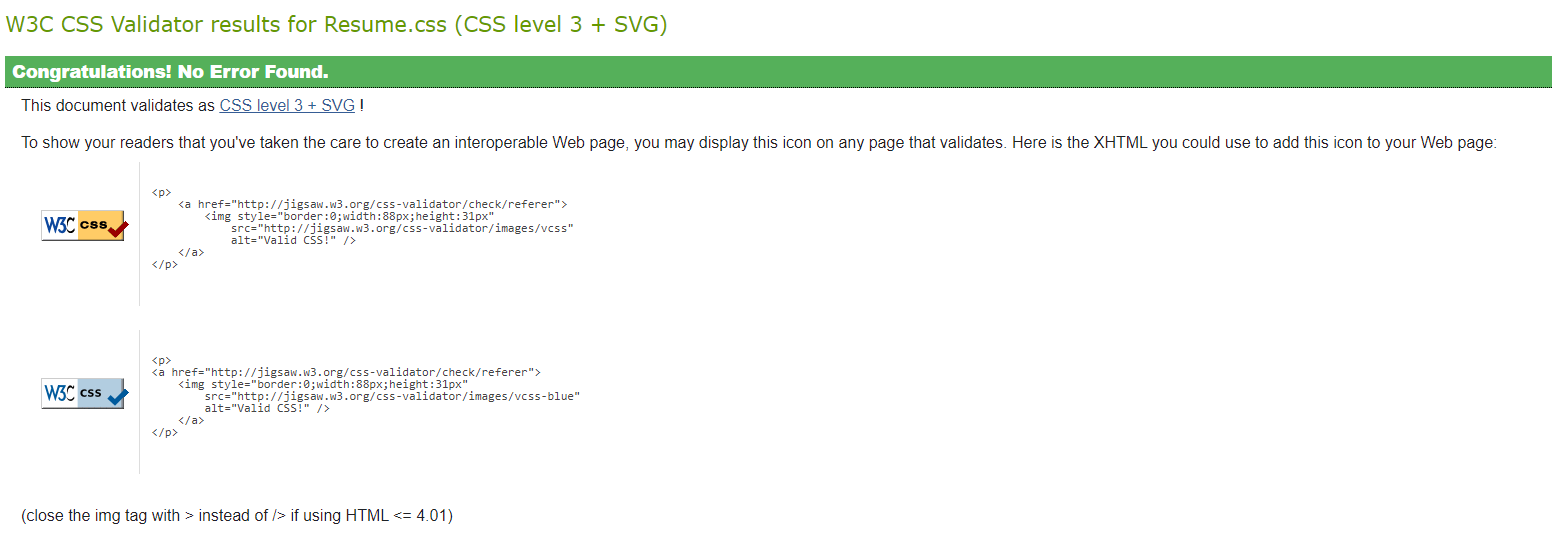 W3C CSS Validator results for Resume.css (CSS level 3 + SVG)
Congratulations! No Error Found.
This document validates as CSS level 3 + SVG !
To show your readers that you've taken the care to create an interoperable Web page, you may display this icon on any page that validates. Here is the XHTML you could use to add this icon to your Web page:
<p>
<a href="http://jigsaw.w3.org/css-validator/check/referer">
W3C css
<img style="border:0;width:88px;height:31px"
src="http://jigsaw.w3.org/css-validator/images/vcss"
alt="Valid CSS!" />
</a>
</p>
<p>
<a href="http://jigsaw.w3.org/css-validator/check/referer">
W3C css
<img style="border:0;width:88px;height:31px"
src="http://jigsaw.w3.org/css-validator/images/vcss-blue"
alt="Valid CSS!" />
</a>
</p>
(close the img tag with > instead of /> if using HTML <= 4.01)